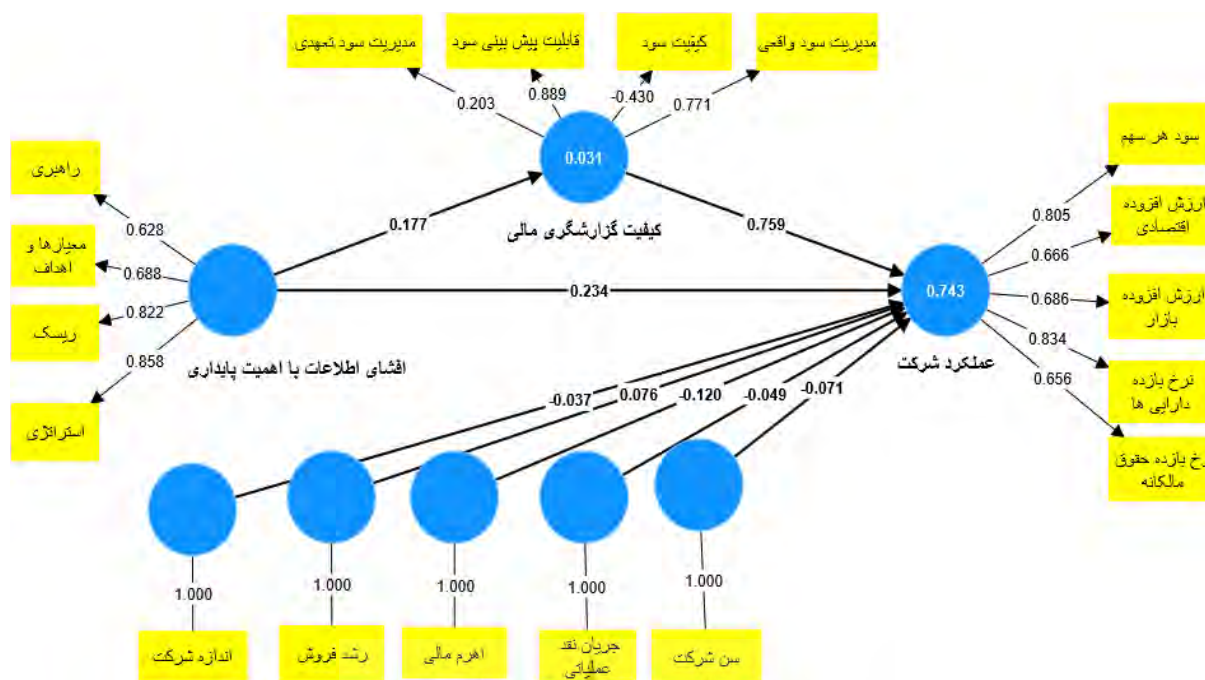 مدیریت سود تعهدی
قابلیت پیش بینی سود
کیفیت سود
مدیریت سود واقعی
0.203
0.889
-0.430
0.771
0.031
کیفیت گزارشگری مالی
راهبری
معیارها و
اهداف
ریسک
استراتژی
0.628
0.688
0.822
0.858
افشای اطلاعات با اهمیت پایداری
0.177
0.759
0.234
0.743
عملکرد شرکت
0.805
0.666
0.686
0.834
0.656
سود هر سهم
ارزش افزوده
اقتصادی
ارزش افزوده
بازار
نرخ بازده
دارایی ها
رخ بازده حقوق
مالکانه
-0.037
0.076
-0.120
-0.049
-0.071
1.000
1.000
1.000
1.000
1.000
اندازه شرکت
رشد فروش
اهرم مالی
جریان نقد
عملیاتی
سن شرکت